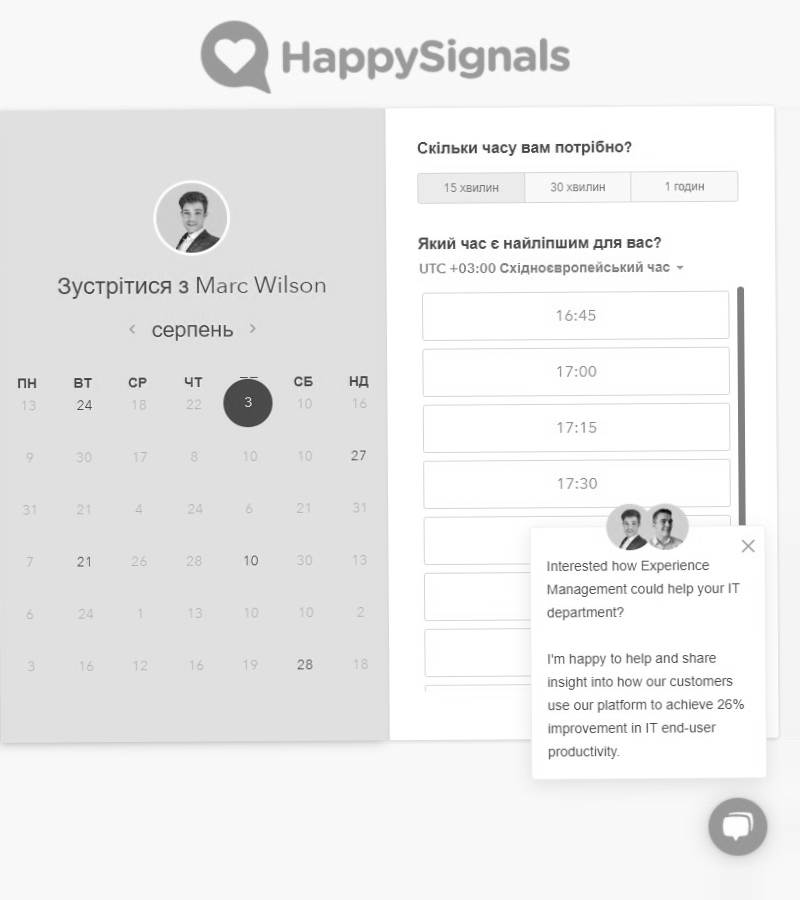 HappySignals
Зустрітися з Marc Wilson
серпень
ПН ВТ СР ЧТ СБ НД
13 24 18 22 3 10 16
9 30 17 8 10 10 27
31 21 4 24 6 21 31
7 21 26 28 10 30 13
6 24 1 13 10 10 2
3 16 12 16 19 28 18
Скільки часу вам потрібно?
15 хвилин 30 хвилин 1 годин
Який час є найліпшим для вас?
UTC +03:00 Східноєвропейський час
16:45
17:00
17:15
17:30
Interested how Experience
Management could help your IT
department?
I'm happy to help and share
insight into how our customers
use our platform to achieve 26%
improvement in IT end-user
productivity.